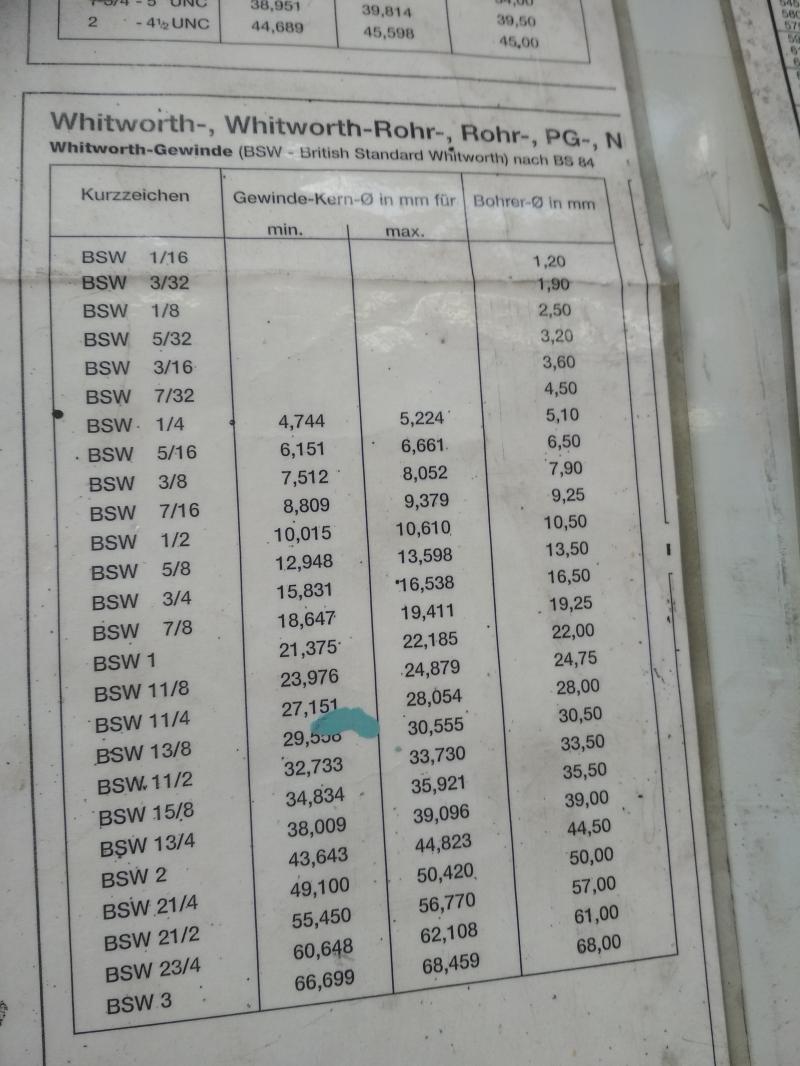 - 5 UNC 38,951 39,814 39,50
2 - 4½ UNC 44,689 45,598 45,00
Whitworth-, Whitworth-Rohr-, Rohr-, PG-, N
Whitworth-Gewinde (BSW - British Standard Whitworth) nach BS 84
Kurzzeichen Gewinde-Kern-Ø in mm für Bohrer-Ø in mm
min. max.
BSW 1/16 1,20
BSW 3/32 1,90
BSW 1/8 2,50
BSW 5/32 3,20
BSW 3/16 3,60
BSW 7/32 4,50
BSW 1/4 4,744 5,224 5,10
BSW 5/16 6,151 6,661 6,50
BSW 3/8 7,512 8,052 7,90
BSW 7/16 8,809 9,379 9,25
BSW 1/2 10,015 10,610 10,50
BSW 5/8 12,948 13,598 13,50
BSW 3/4 15,831 16,538 16,50
BSW 7/8 18,647 19,411 19,25
BSW 1 21,375 22,185 22,00
BSW 11/8 23,976 24,879 24,75
BSW 11/4 27,151 28,054 28,00
BSW 13/8 30,555 30,50
BSW 11/2 32,733 33,730 33,50
BSW 15/8 34,834 35,921 35,50
BSW 13/4 38,009 39,096 39,00
BSW 2 43,643 44,823 44,50
BSW 21/4 49,100 50,420 50,00
BSW 21/2 55,450 56,770 57,00
BSW 23/4 60,648 62,108 61,00
BSW 3 66,699 68,459 68,00